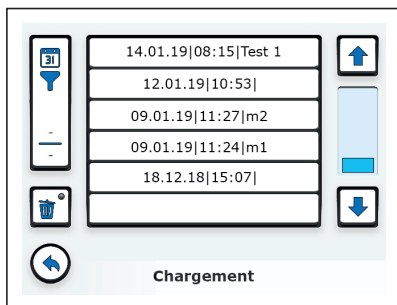 31
14.01.19|08:15|Test 1
12.01.19|10:53|
09.01.19|11:27|m2
09.01.19|11:24|m1
18.12.18|15:07|
-
-
Chargement